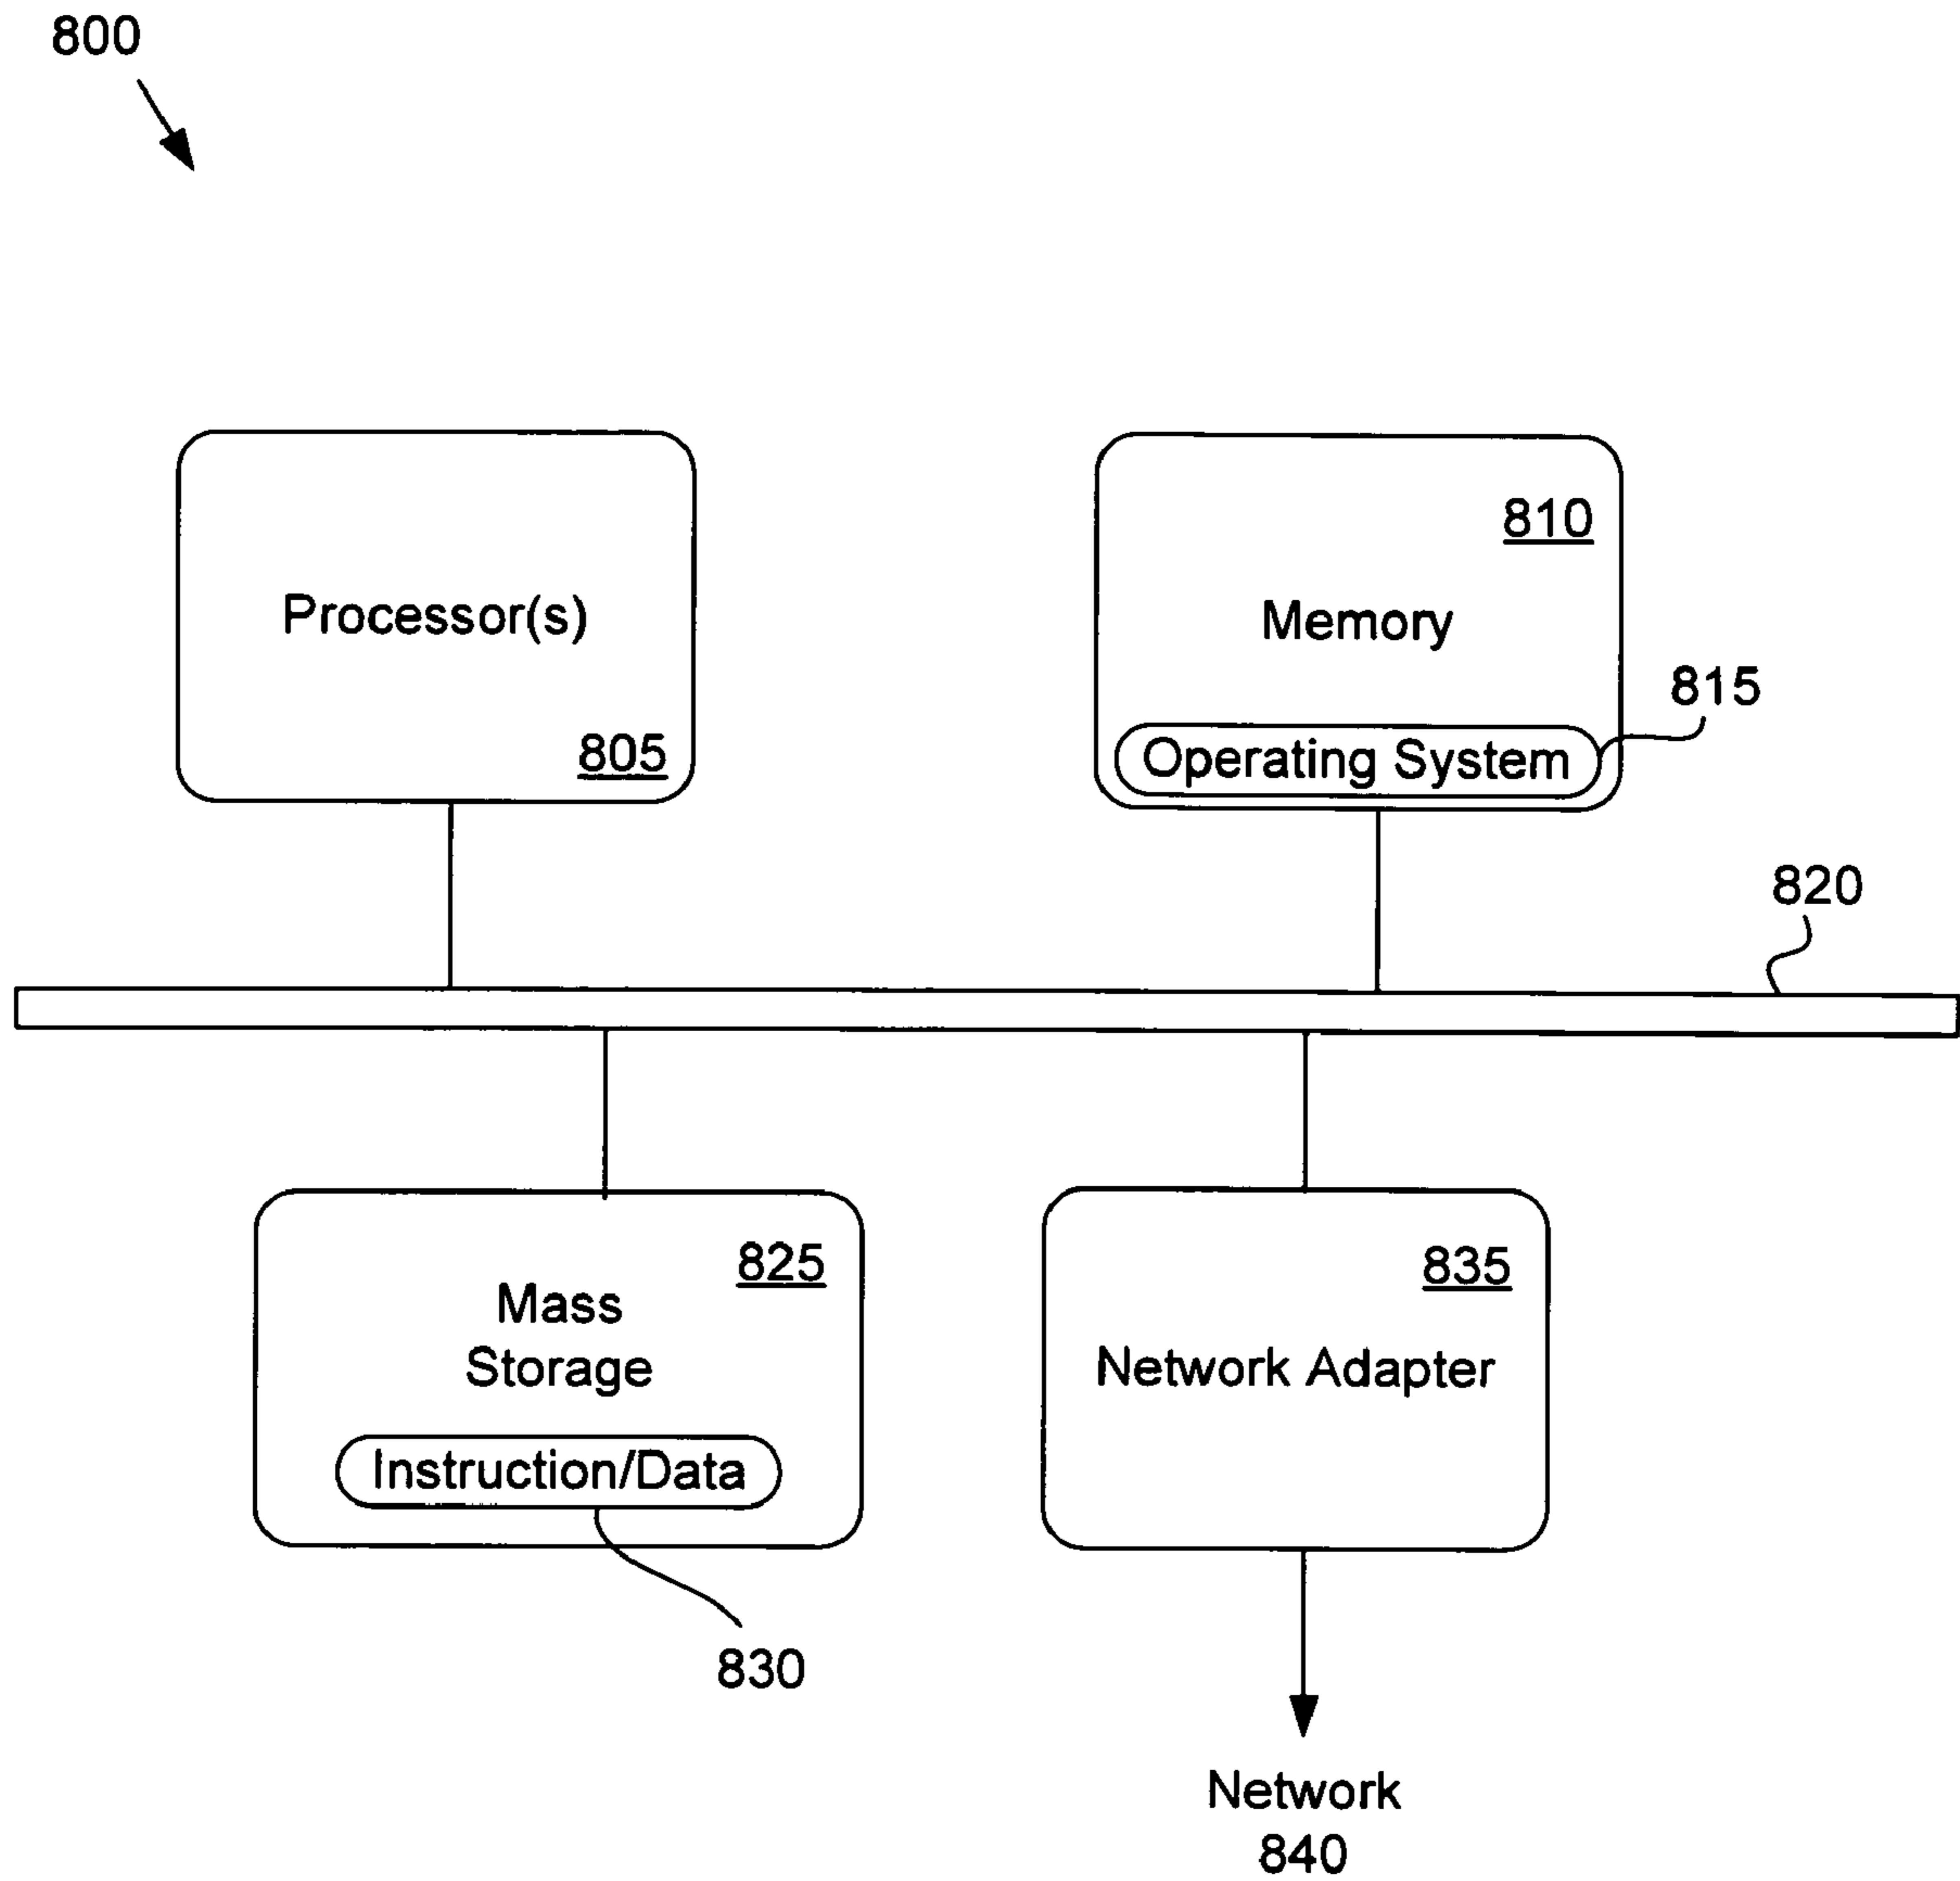 800
Processor(s)
805
810
Memory
815
Operating System
820
825
Mass
Storage
Instruction/Data
830
835
Network Adapter
Network
840